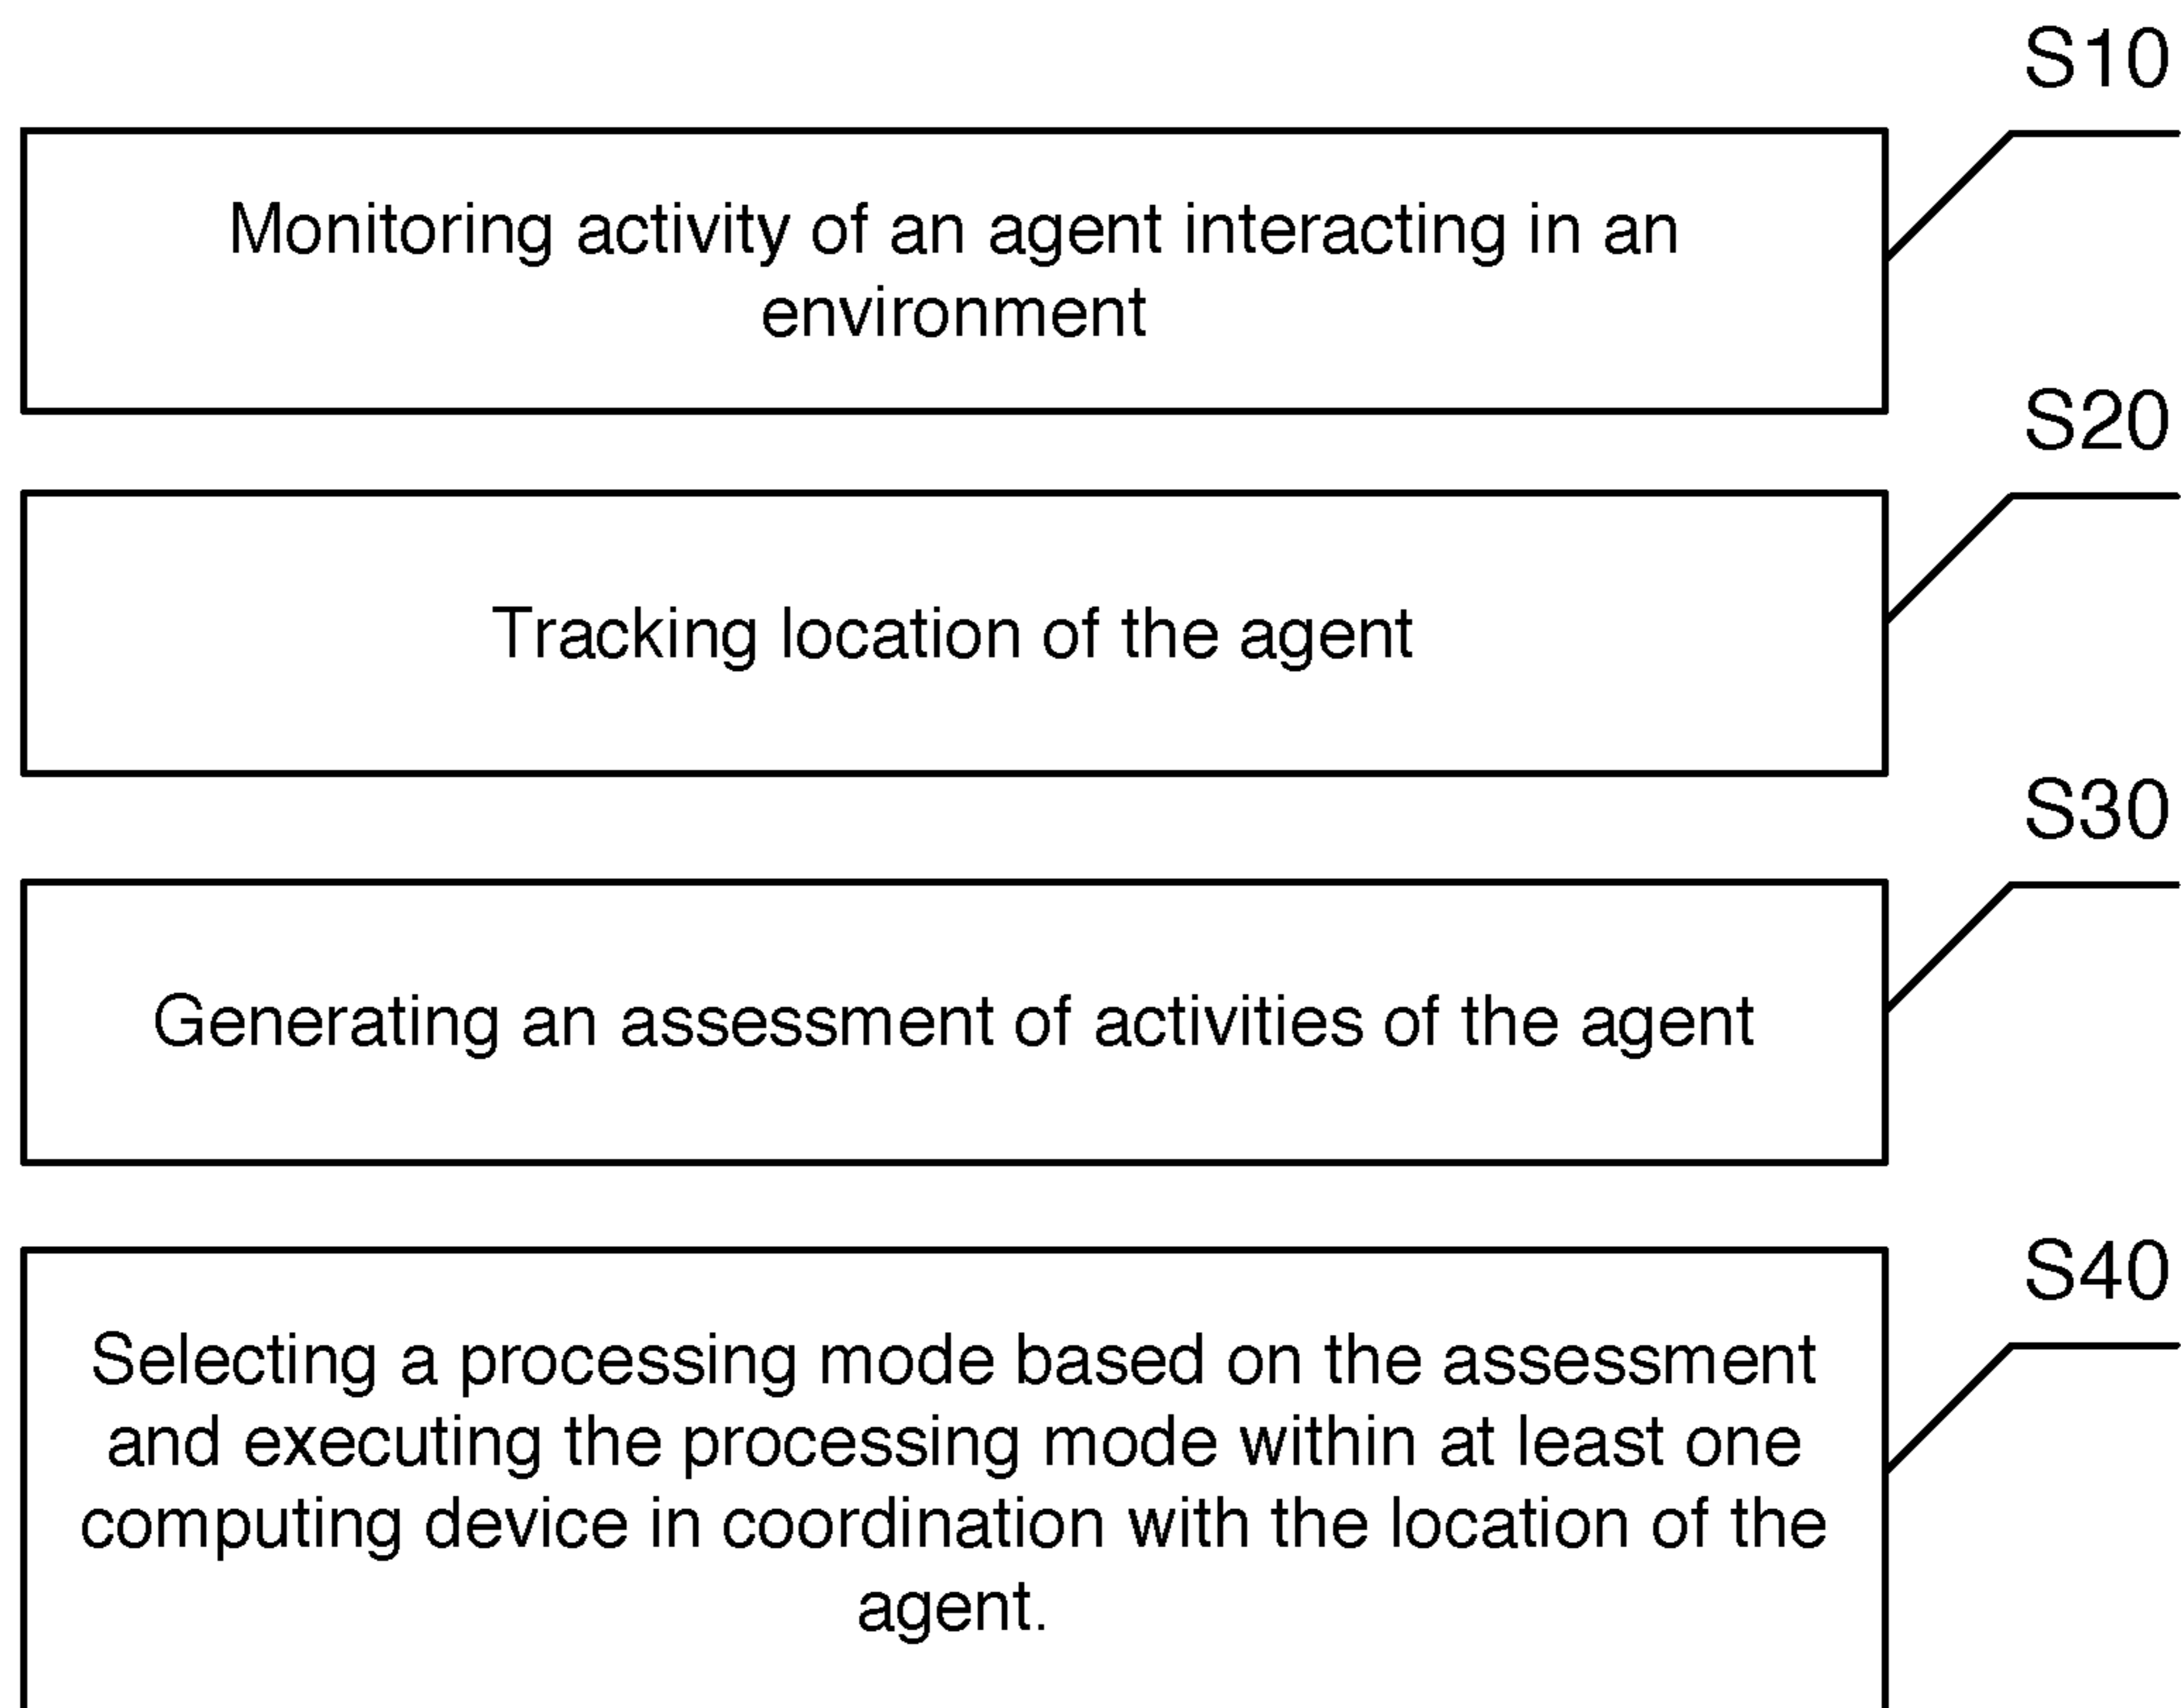 S10
Monitoring activity of an agent interacting in an
environment
S20
Tracking location of the agent
S30
Generating an assessment of activities of the agent
S40
Selecting a processing mode based on the assessment
and executing the processing mode within at least one
computing device in coordination with the location of the
agent.